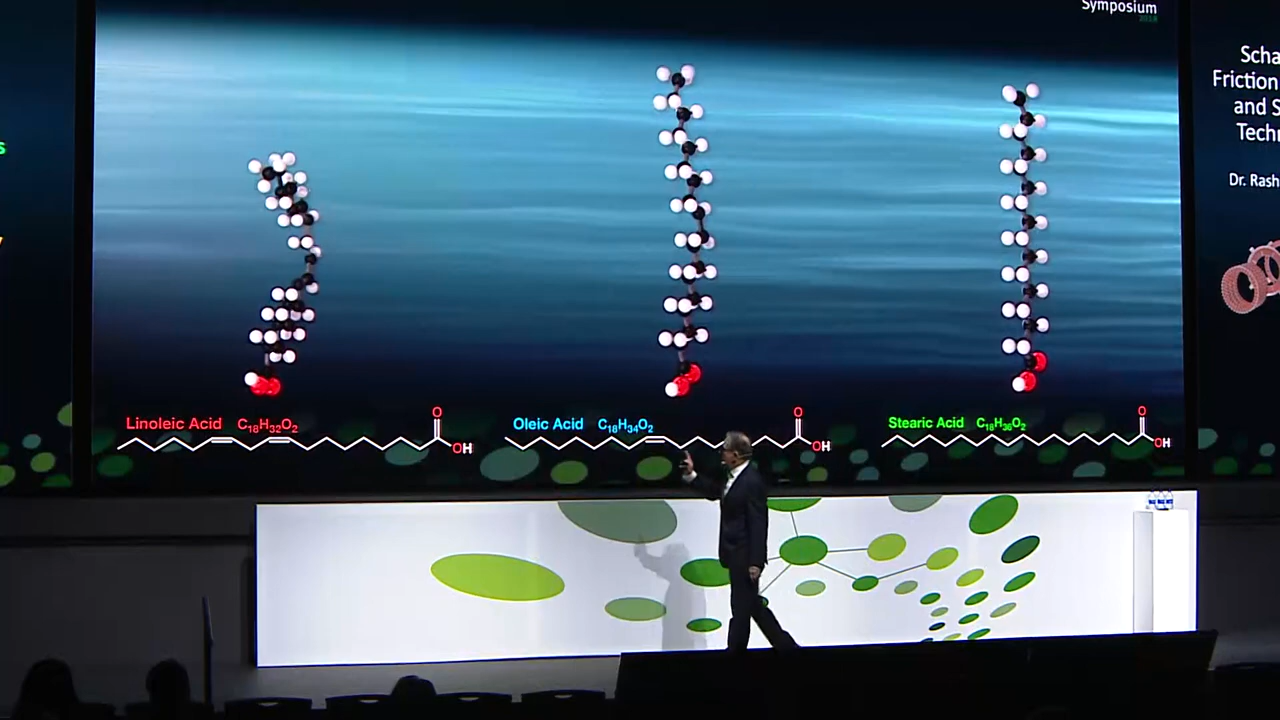 Symposium
2018
s
Scha
Friction
and S
Techn
Dr. Rash
Linoleic Acid C₁₈H₃₂O₂
Oleic Acid C₁₈H₃₄O₂
Stearic Acid C₁₈H₃₆O₂
O
OH
O
OH
O
OH